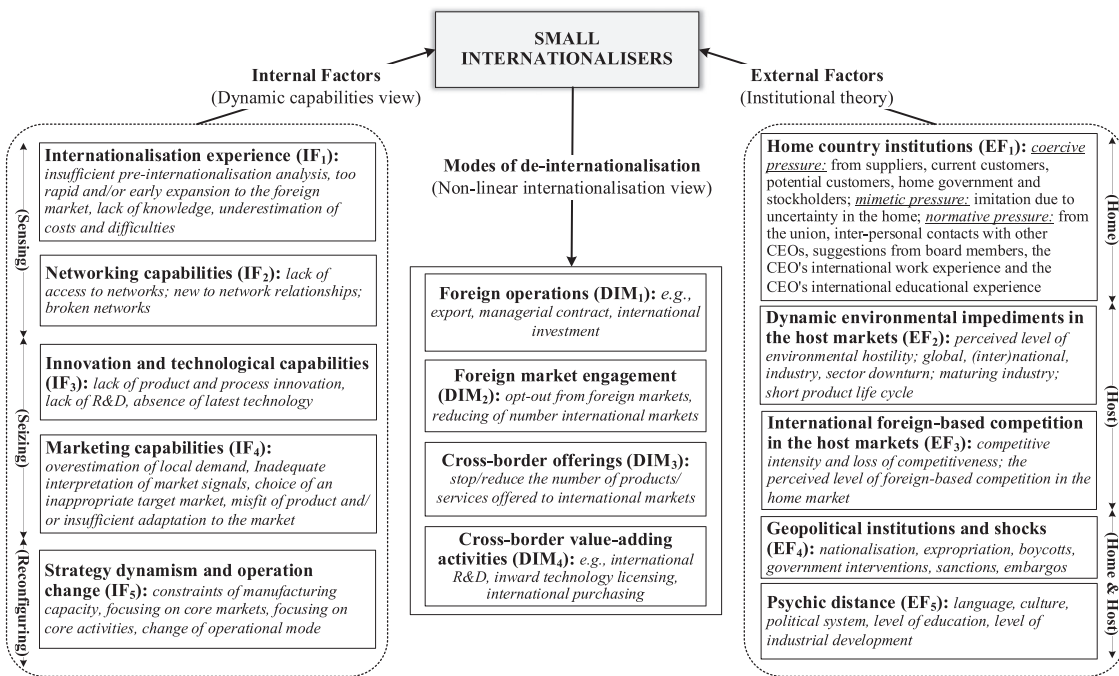 SMALL
INTERNATIONALISERS
Internal Factors
(Dynamic capabilities view)
External Factors
(Institutional theory)
Modes of de-internationalisation
(Non-linear internationalisation view)
(Sensing)
Internationalisation experience (IF1):
insufficient pre-internationalisation analysis, too
rapid and/or early expansion to the foreign
market, lack of knowledge, underestimation of
costs and difficulties
Networking capabilities (IF2): lack of
access to networks; new to network relationships;
broken networks
(Seizing)
Innovation and technological capabilities
(IF3): lack of product and process innovation,
lack of R&D, absence of latest technology
Marketing capabilities (IF4):
overestimation of local demand, Inadequate
interpretation of market signals, choice of
an inappropriate target market, misfit of product and/
or insufficient adaptation to the market
(Reconfiguring)
Strategy dynamism and operation
change (IF5): constraints of manufacturing
capacity, focusing on core markets, focusing on
core activities, change of operational mode
Foreign operations (DIM1): e.g.,
export, managerial contract, international
investment
Foreign market engagement
(DIM2): opt-out from foreign markets,
reducing of number international markets
Cross-border offerings (DIM3):
stop/reduce the number of products/
services offered to international markets
Cross-border value-adding
activities (DIM4): e.g., international
R&D, inward technology licensing,
international purchasing
Home country institutions (EF1): coercive
pressure: from suppliers, current customers,
potential customers, home government and
stockholders; mimetic pressure: imitation due to
uncertainty in the home; normative pressure: from
the union, inter-personal contacts with other
CEOs, suggestions from board members, the
CEO's international work experience and the
CEO's international educational experience
(Home)
Dynamic environmental impediments in
the host markets (EF2): perceived level of
environmental hostility; global, (inter)national,
industry, sector downturn; maturing industry;
short product life cycle
International foreign-based competition
in the host markets (EF3): competitive
intensity and loss of competitiveness; the
perceived level of foreign-based competition in the
home market
(Host)
Geopolitical institutions and shocks
(EF4): nationalisation, expropriation, boycotts,
government interventions, sanctions, embargos
Psychic distance (EF5): language, culture,
political system, level of education, level of
industrial development
(Home & Host)